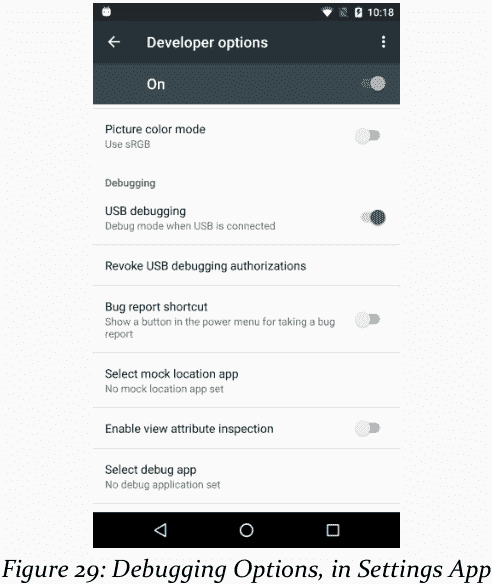 10:18
Developer options
On
Picture color mode
Use sRGB
Debugging
USB debugging
Debug mode when USB is connected
Revoke USB debugging authorizations
Bug report shortcut
Show a button in the power menu for taking a bug
report
Select mock location app
No mock location app set
Enable view attribute inspection
Select debug app
No debug application set
Figure 29: Debugging Options, in Settings App